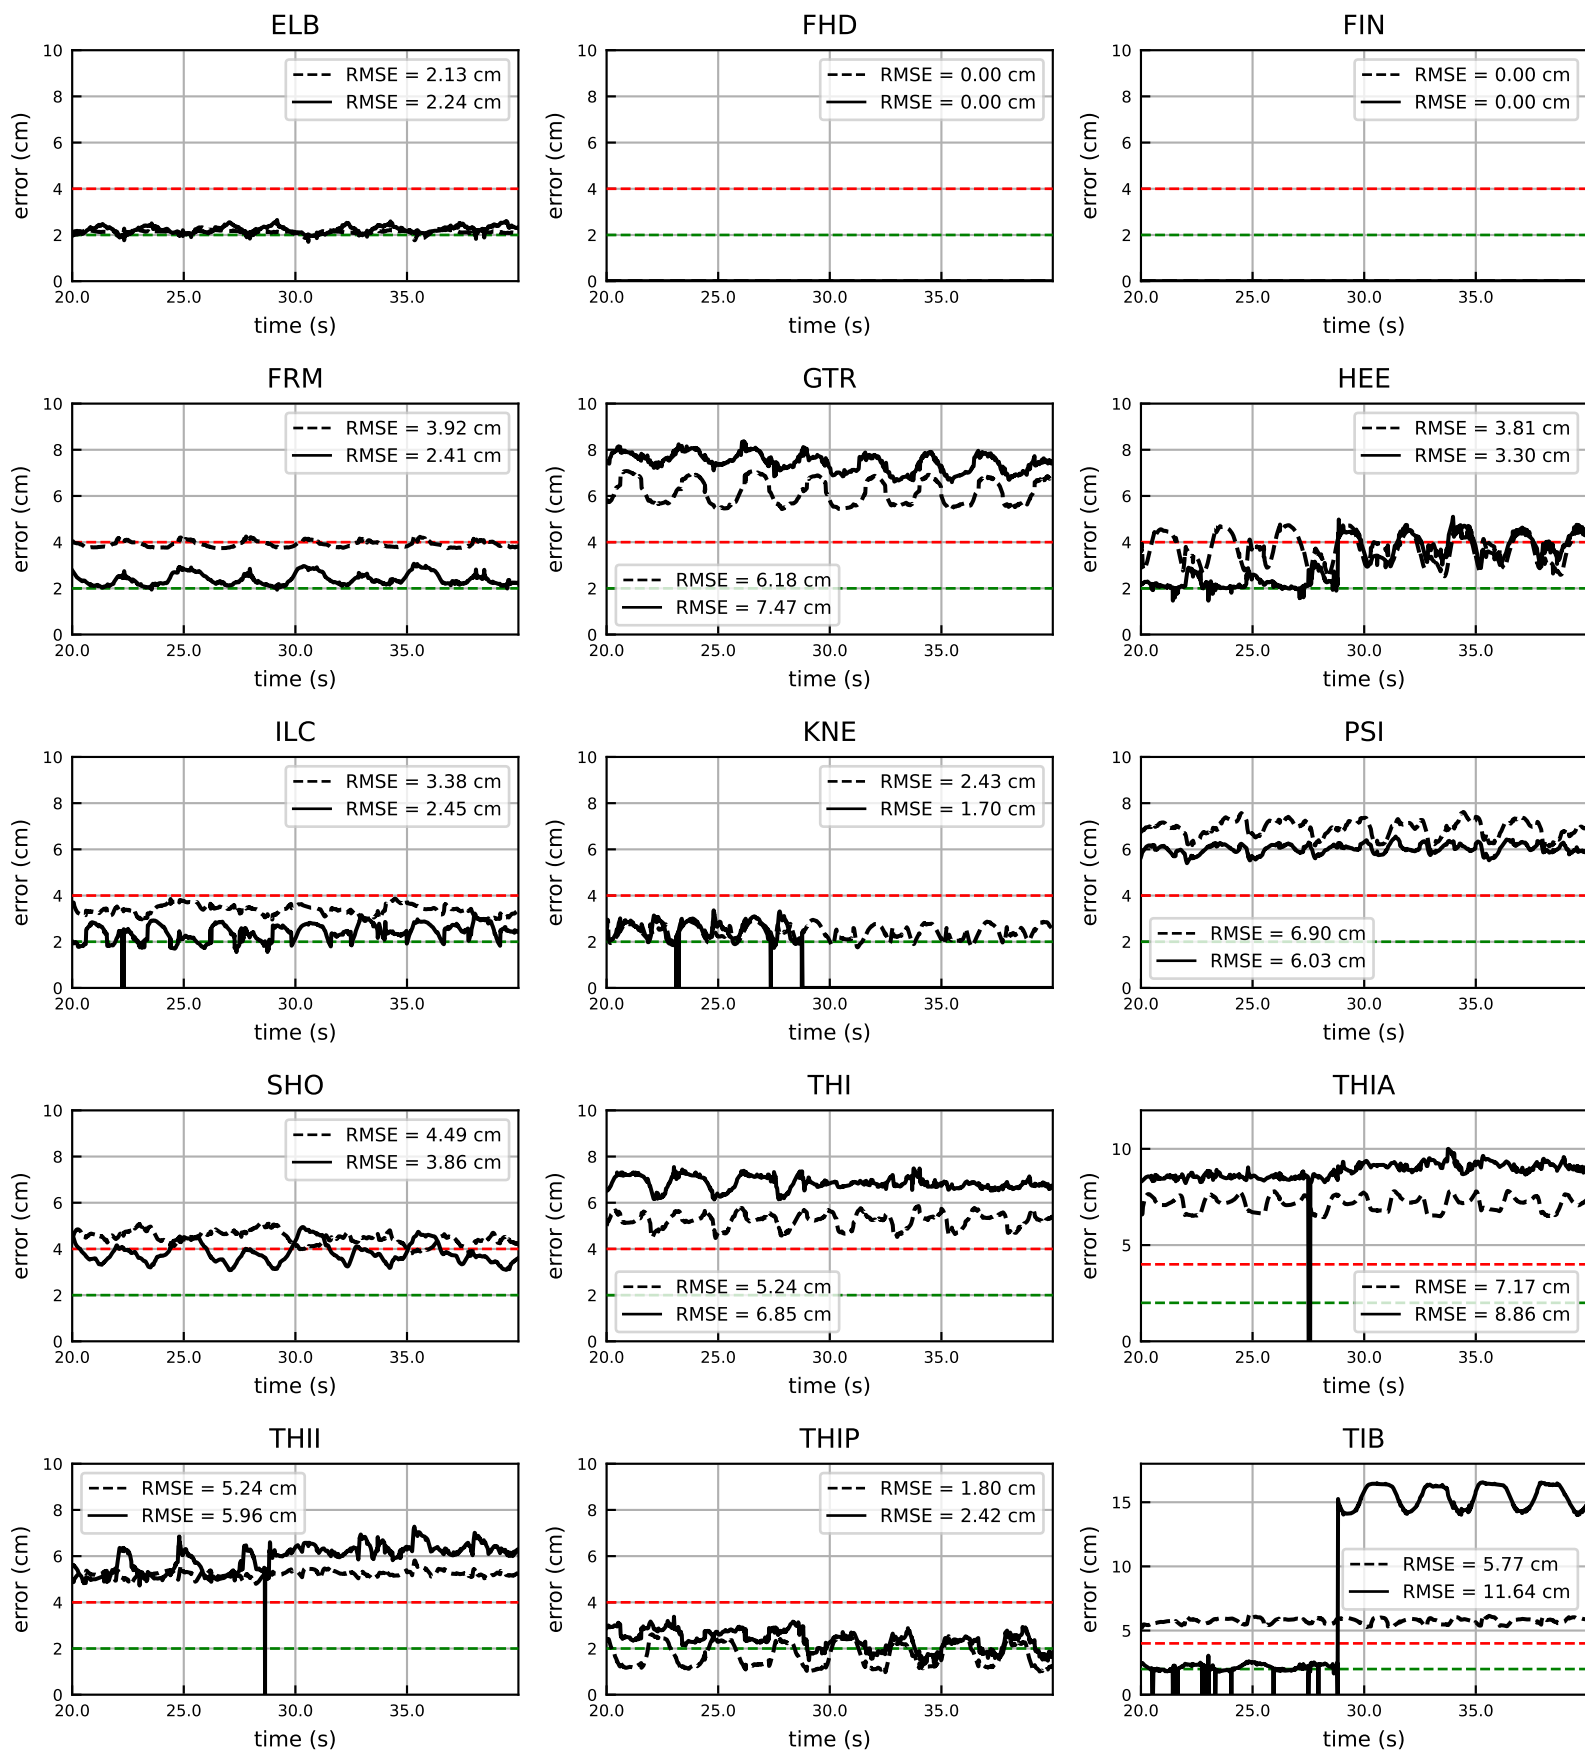 ELB
FHD
FIN
error (cm)
10
8
6
4
2
0
RMSE = 2.13 cm
RMSE = 2.24 cm
20.0 25.0 30.0 35.0
time (s)
error (cm)
10
8
6
4
2
0
RMSE = 0.00 cm
RMSE = 0.00 cm
20.0 25.0 30.0 35.0
time (s)
error (cm)
10
8
6
4
2
0
RMSE = 0.00 cm
RMSE = 0.00 cm
20.0 25.0 30.0 35.0
time (s)
FRM
GTR
HEE
error (cm)
10
8
6
4
2
0
RMSE = 3.92 cm
RMSE = 2.41 cm
20.0 25.0 30.0 35.0
time (s)
error (cm)
10
8
6
4
2
0
RMSE = 6.18 cm
RMSE = 7.47 cm
20.0 25.0 30.0 35.0
time (s)
error (cm)
10
8
6
4
2
0
RMSE = 3.81 cm
RMSE = 3.30 cm
20.0 25.0 30.0 35.0
time (s)
ILC
KNE
PSI
error (cm)
10
8
6
4
2
0
RMSE = 3.38 cm
RMSE = 2.45 cm
20.0 25.0 30.0 35.0
time (s)
error (cm)
10
8
6
4
2
0
RMSE = 2.43 cm
RMSE = 1.70 cm
20.0 25.0 30.0 35.0
time (s)
error (cm)
10
8
6
4
2
0
RMSE = 6.90 cm
RMSE = 6.03 cm
20.0 25.0 30.0 35.0
time (s)
SHO
THI
THIA
error (cm)
10
8
6
4
2
0
RMSE = 4.49 cm
RMSE = 3.86 cm
20.0 25.0 30.0 35.0
time (s)
error (cm)
10
8
6
4
2
0
RMSE = 5.24 cm
RMSE = 6.85 cm
20.0 25.0 30.0 35.0
time (s)
error (cm)
10
5
0
RMSE = 7.17 cm
RMSE = 8.86 cm
20.0 25.0 30.0 35.0
time (s)
THII
THIP
TIB
error (cm)
10
8
6
4
2
0
RMSE = 5.24 cm
RMSE = 5.96 cm
20.0 25.0 30.0 35.0
time (s)
error (cm)
10
8
6
4
2
0
RMSE = 1.80 cm
RMSE = 2.42 cm
20.0 25.0 30.0 35.0
time (s)
error (cm)
15
10
5
0
RMSE = 5.77 cm
RMSE = 11.64 cm
20.0 25.0 30.0 35.0
time (s)